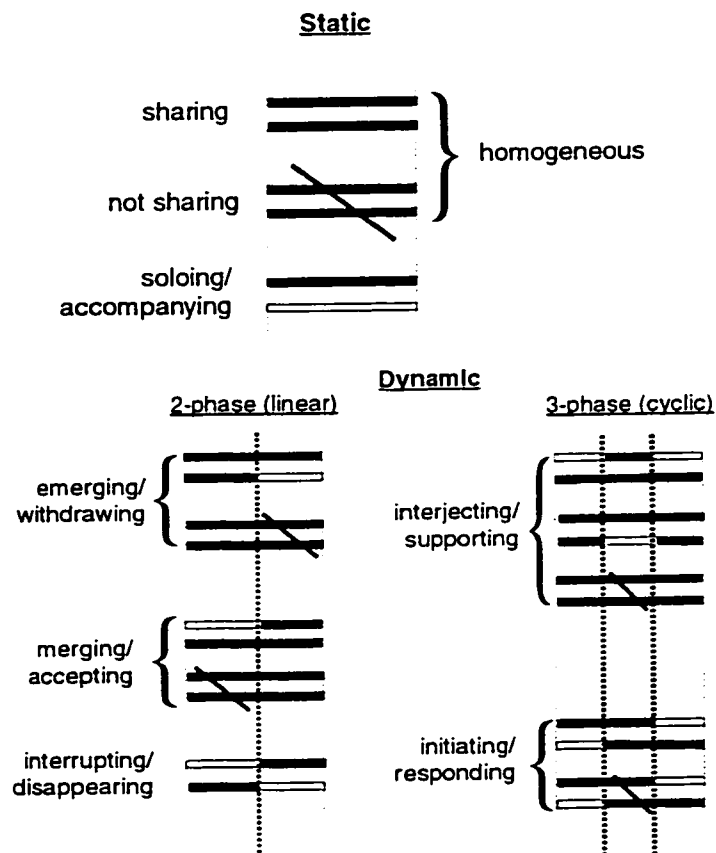 Static
sharing
homogeneous
not sharing
soloing/
accompanying
Dynamic
2-phase (linear)
3-phase (cyclic)
emerging/
withdrawing
interjecting/
supporting
merging/
accepting
interrupting/
disappearing
initiating/
responding